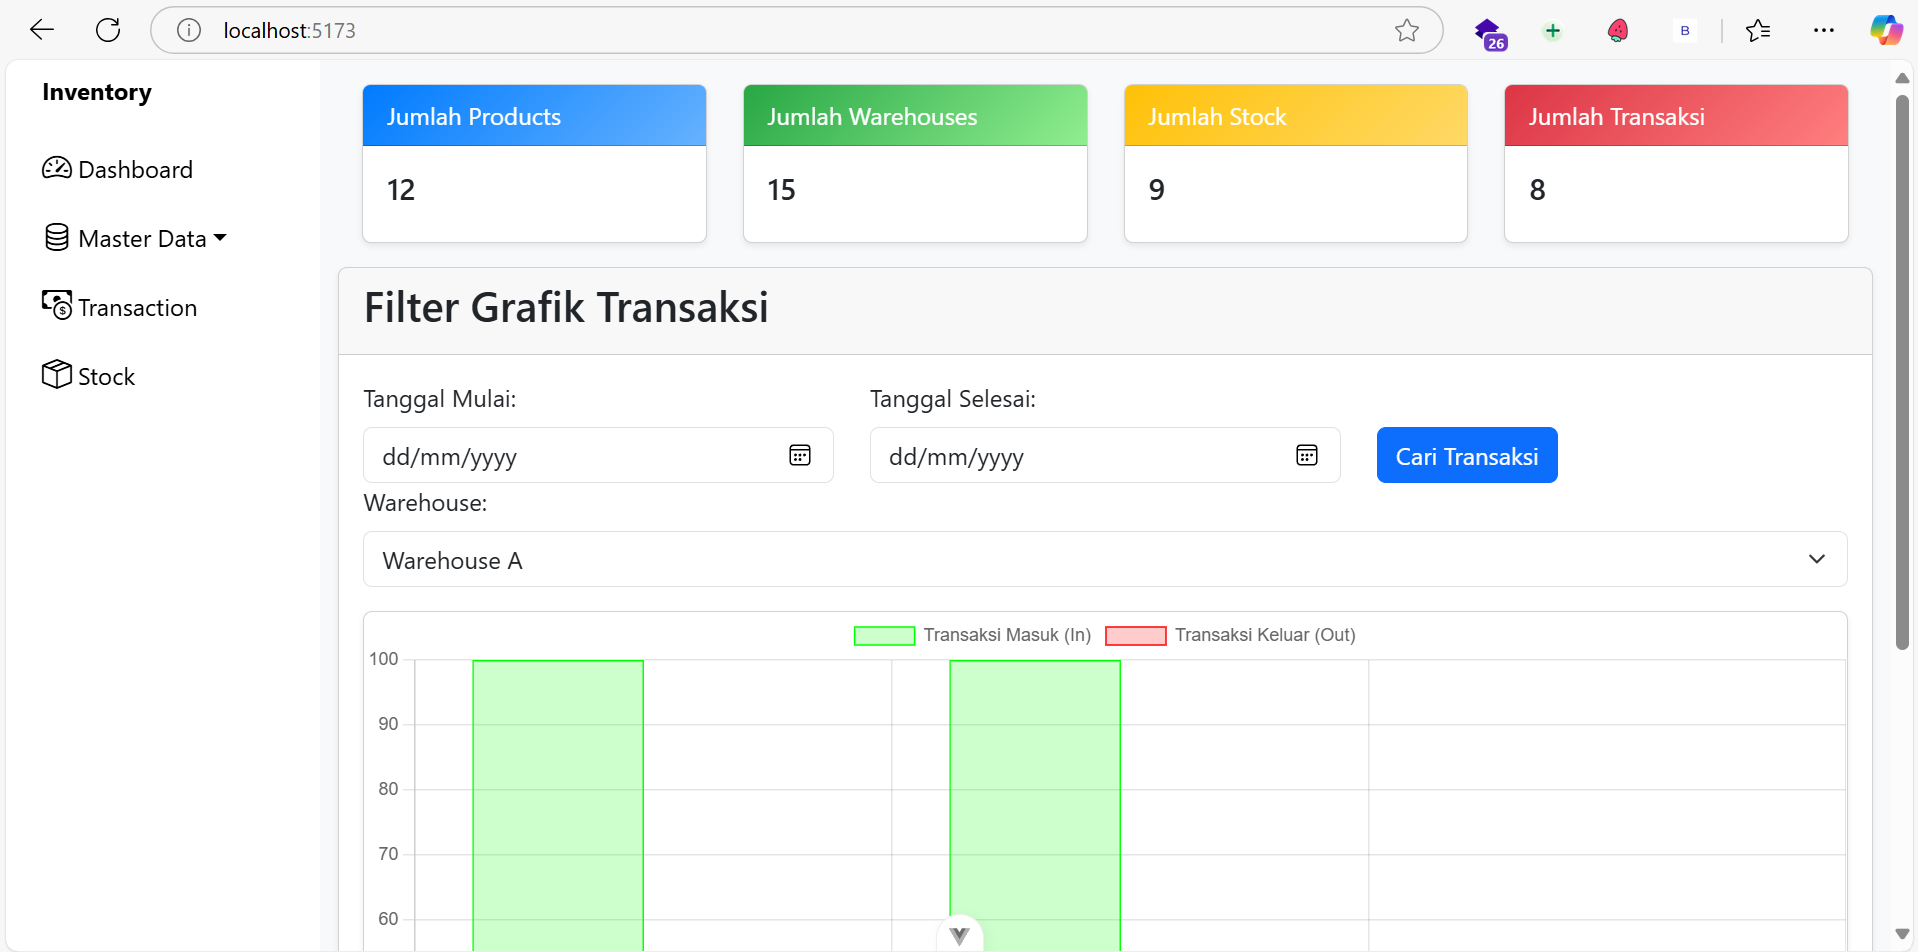 localhost:5173
26
B
Inventory
Dashboard
Master Data
Transaction
Stock
Jumlah Products
12
Jumlah Warehouses
15
Jumlah Stock
9
Jumlah Transaksi
8
Filter Grafik Transaksi
Tanggal Mulai:
dd/mm/yyyy
Tanggal Selesai:
dd/mm/yyyy
Cari Transaksi
Warehouse:
Warehouse A
Transaksi Masuk (In)
Transaksi Keluar (Out)
100
90
80
70
60